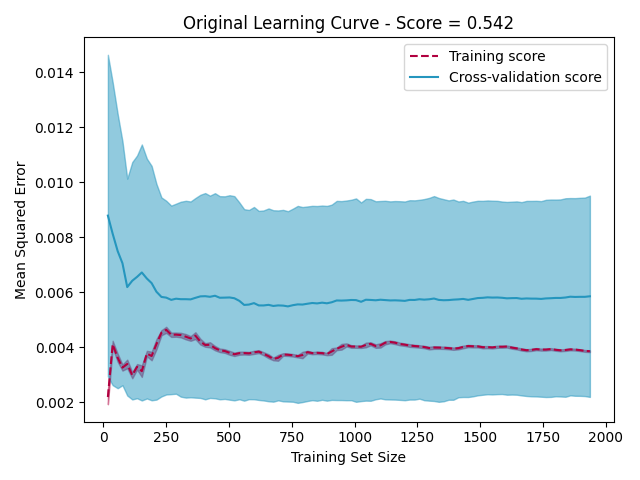 Original Learning Curve - Score = 0.542
Training score
Cross-validation score
0.014
0.012
0.010
0.008
0.006
0.004
0.002
Mean Squared Error
0 250 500 750 1000 1250 1500 1750 2000
Training Set Size